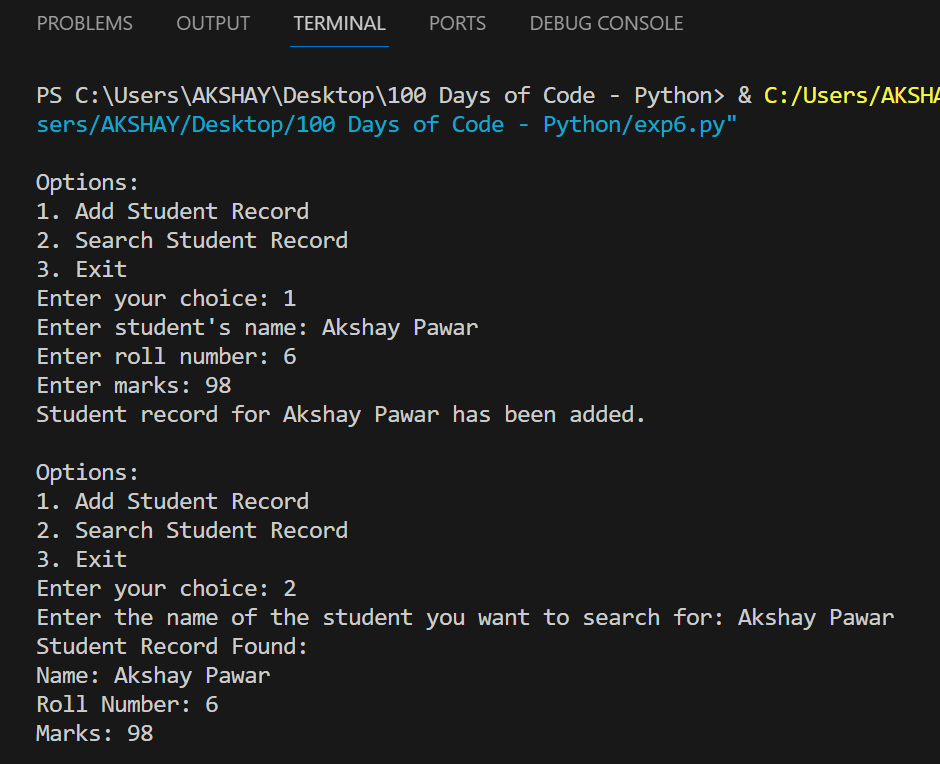 PROBLEMS OUTPUT TERMINAL PORTS DEBUG CONSOLE
PS C:\Users\AKSHAY\Desktop\100 Days of Code - Python> & C:/Users/AKSHA
sers/AKSHAY/Desktop/100 Days of Code - Python/exp6.py"
Options:
1. Add Student Record
2. Search Student Record
3. Exit
Enter your choice: 1
Enter student's name: Akshay Pawar
Enter roll number: 6
Enter marks: 98
Student record for Akshay Pawar has been added.
Options:
1. Add Student Record
2. Search Student Record
3. Exit
Enter your choice: 2
Enter the name of the student you want to search for: Akshay Pawar
Student Record Found:
Name: Akshay Pawar
Roll Number: 6
Marks: 98